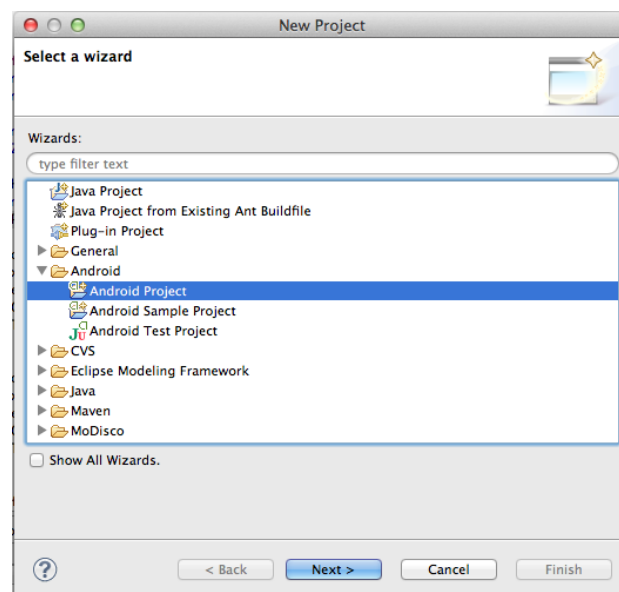 New Project
Select a wizard
Wizards:
type filter text
Java Project
Java Project from Existing Ant Buildfile
Plug-in Project
General
Android
Android Project
Android Sample Project
Android Test Project
CVS
Eclipse Modeling Framework
Java
Maven
MoDisco
Show All Wizards.
? < Back Next > Cancel Finish